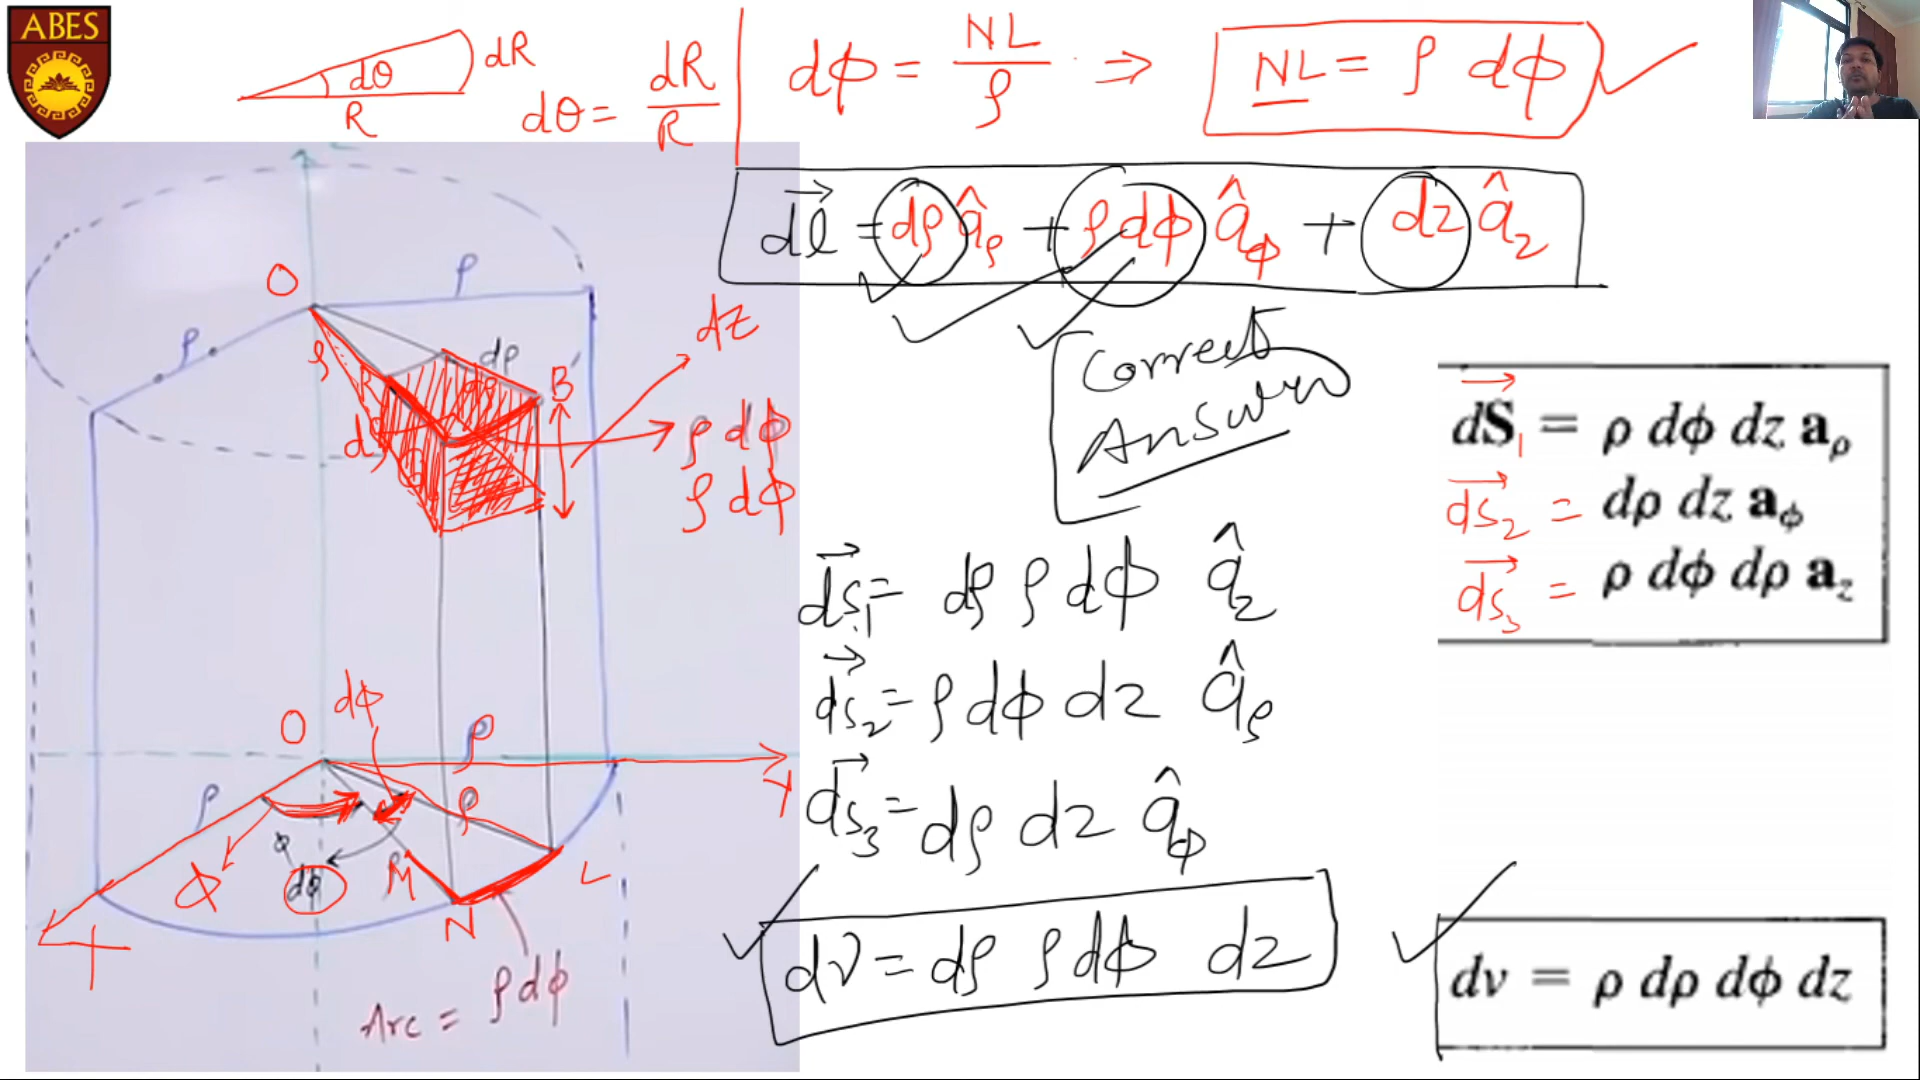 ABES
dθ
R
dR
dθ = dR/R
dϕ = NL/ρ ⇒ NL = ρ dϕ
dl = dρ âρ + ρ dϕ âϕ + dz âz
Correct
Answer
O
ρ
ρ
ρ
dρ
dρ
B
dz
ρ dϕ
ρ dϕ
dS₁ = ρ dϕ dz aρ
ds₂ = dρ dz aϕ
ds₃ = ρ dϕ dρ az
ds₁ = dρ ρ dϕ âz
ds₂ = ρ dϕ dz âρ
ds₃ = dρ dz âϕ
O
dϕ
ρ
ρ
ρ
Y
ϕ
ϕ
dϕ
M
N
L
Arc = ρ dϕ
dv = dρ ρ dϕ dz
dv = ρ dρ dϕ dz